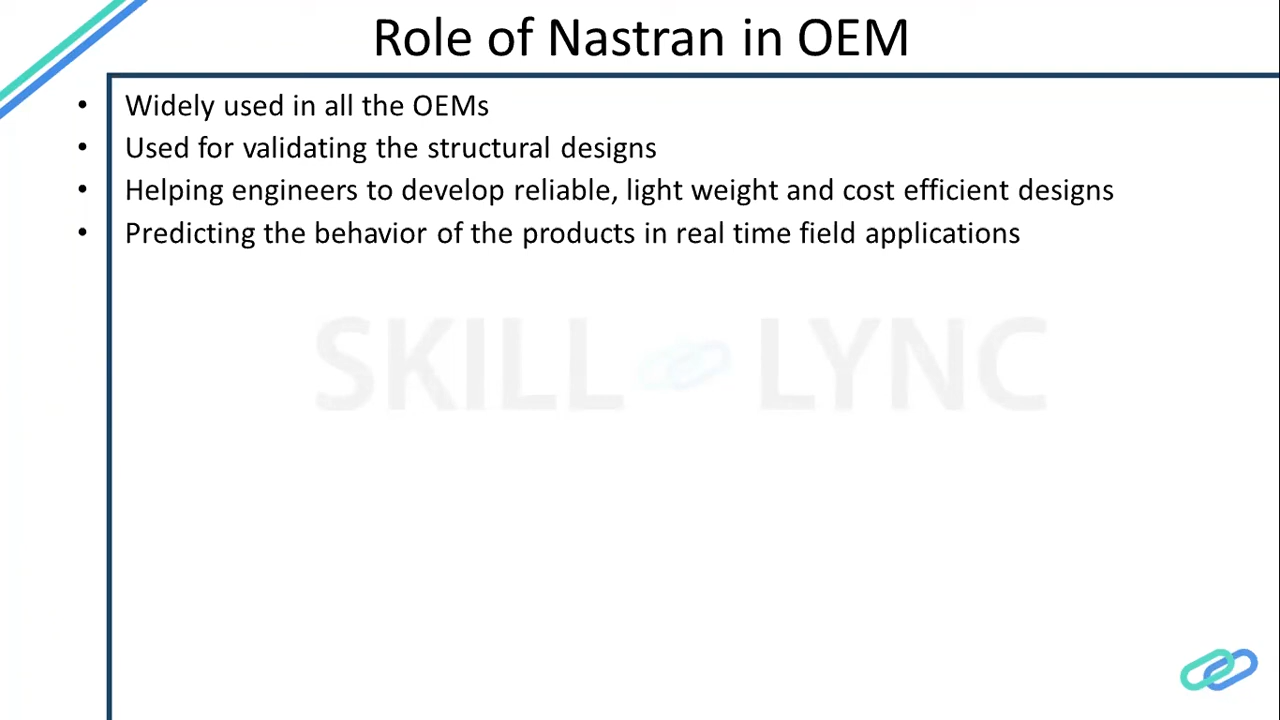 Role of Nastran in OEM
• Widely used in all the OEMs
• Used for validating the structural designs
• Helping engineers to develop reliable, light weight and cost efficient designs
• Predicting the behavior of the products in real time field applications
SKILL LYNC